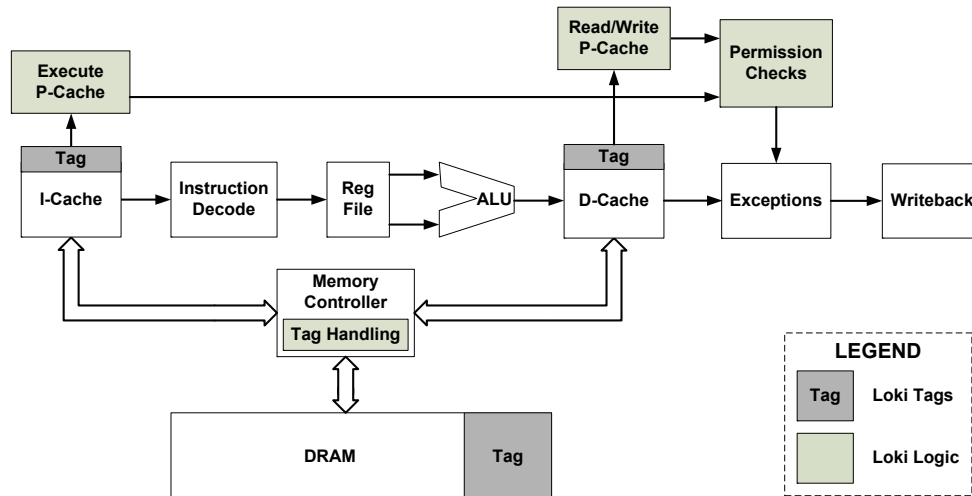 Read/Write
P-Cache
Permission
Checks
Execute
P-Cache
Tag
I-Cache
Instruction
Decode
Reg
File
ALU
Tag
D-Cache
Exceptions
Writeback
Memory
Controller
Tag Handling
DRAM
Tag
LEGEND
Tag
Loki Tags
Loki Logic